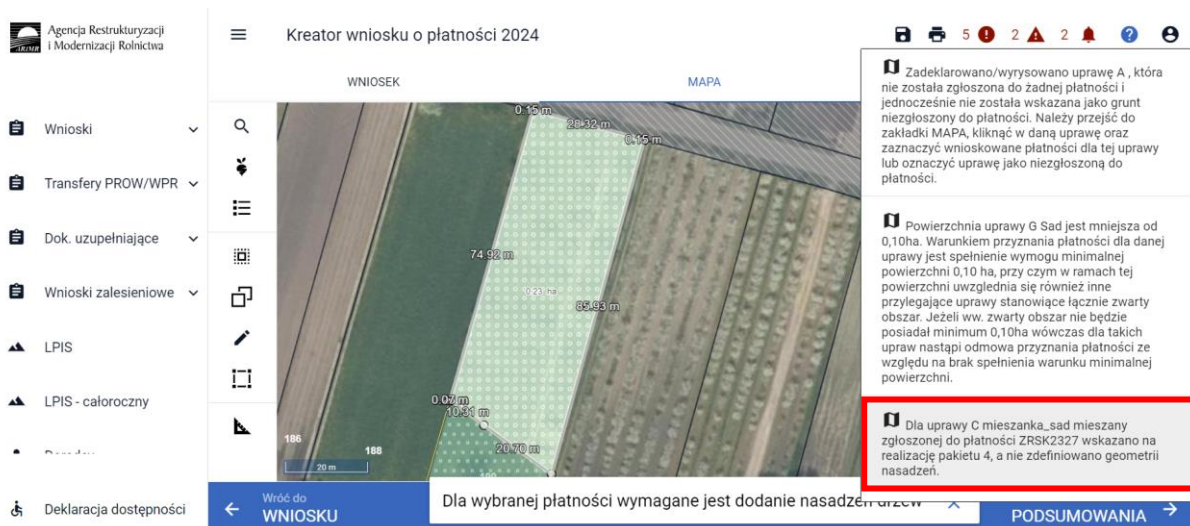 Agencja Restrukturyzacji
i Modernizacji Rolnictwa
ARiMR
Kreator wniosku o płatności 2024
5 2 2
WNIOSEK
MAPA
Wnioski
Transfery PROW/WPR
Dok. uzupełniające
Wnioski zalesieniowe
LPIS
LPIS - całoroczny
Deklaracja dostępności
0.15 m
28.32 m
0.15 m
74.92 m
0.23 ha
85.93 m
0.07 m
10.31 m
20.70 m
186
188
20 m
Zadeklarowano/wyrysowano uprawę A , która
nie została zgłoszona do żadnej płatności i
jednocześnie nie została wskazana jako grunt
niezgłoszony do płatności. Należy przejść do
zakładki MAPA, kliknąć w daną uprawę oraz
zaznaczyć wnioskowane płatności dla tej uprawy
lub oznaczyć uprawę jako niezgłoszoną do
płatności.
Powierzchnia uprawy G Sad jest mniejsza od
0,10ha. Warunkiem przyznania płatności dla danej
uprawy jest spełnienie wymogu minimalnej
powierzchni 0,10 ha, przy czym w ramach tej
powierzchni uwzglednia się również inne
przylegające uprawy stanowiące łącznie zwarty
obszar. Jeżeli ww. zwarty obszar nie będzie
posiadał minimum 0,10ha wówczas dla takich
upraw nastąpi odmowa przyznania płatności ze
względu na brak spełnienia warunku minimalnej
powierzchni.
Dla uprawy C mieszanka_sad mieszany
zgłoszonej do płatności ZRSK2327 wskazano na
realizację pakietu 4, a nie zdefiniowano geometrii
nasadzeń.
Wróć do
WNIOSKU
Dla wybranej płatności wymagane jest dodanie nasadzeń drzew
PODSUMOWANIA